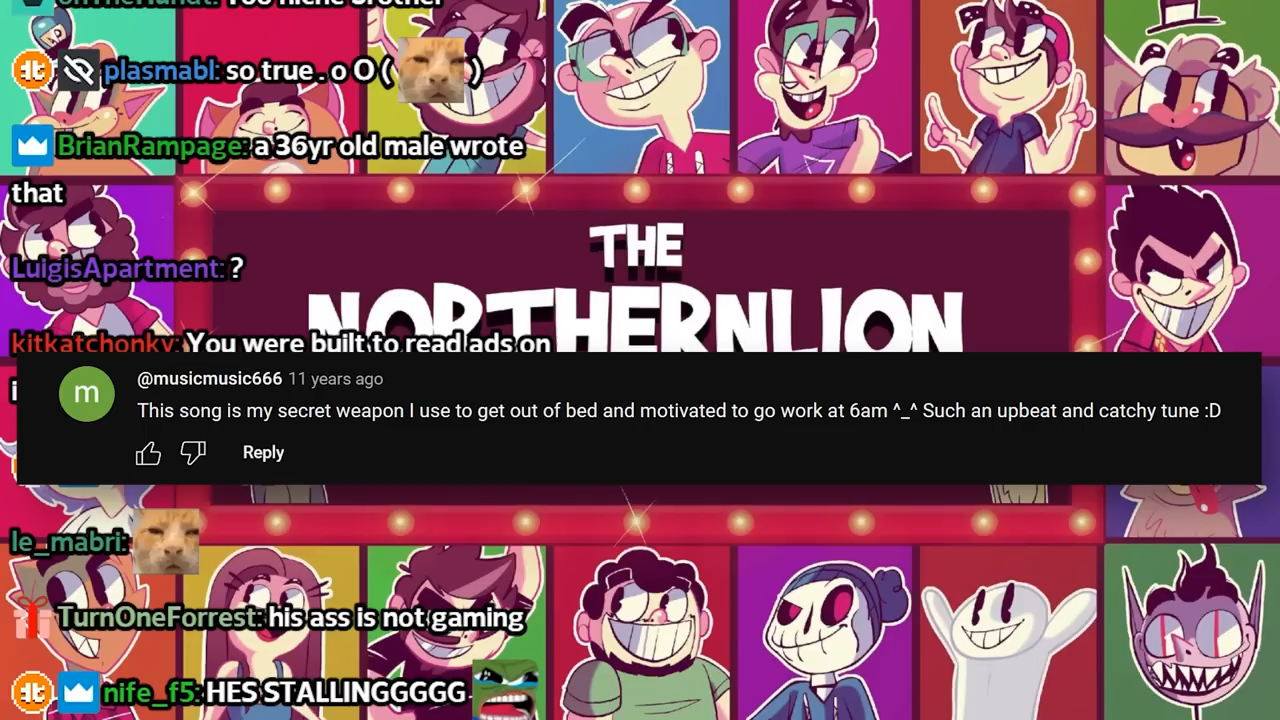 You niche brother
plasmabl: so true . o O ( )
BrianRampage: a 36yr old male wrote
that
THE
NORTHERNLION
LuigisApartment: ?
kitkatchonky: You were built to read ads on
m
@musicmusic666 11 years ago
This song is my secret weapon I use to get out of bed and motivated to go work at 6am ^_^ Such an upbeat and catchy tune :D
Reply
le_mabri:
TurnOneForrest: his ass is not gaming
nife_f5: HES STALLINGGGGG